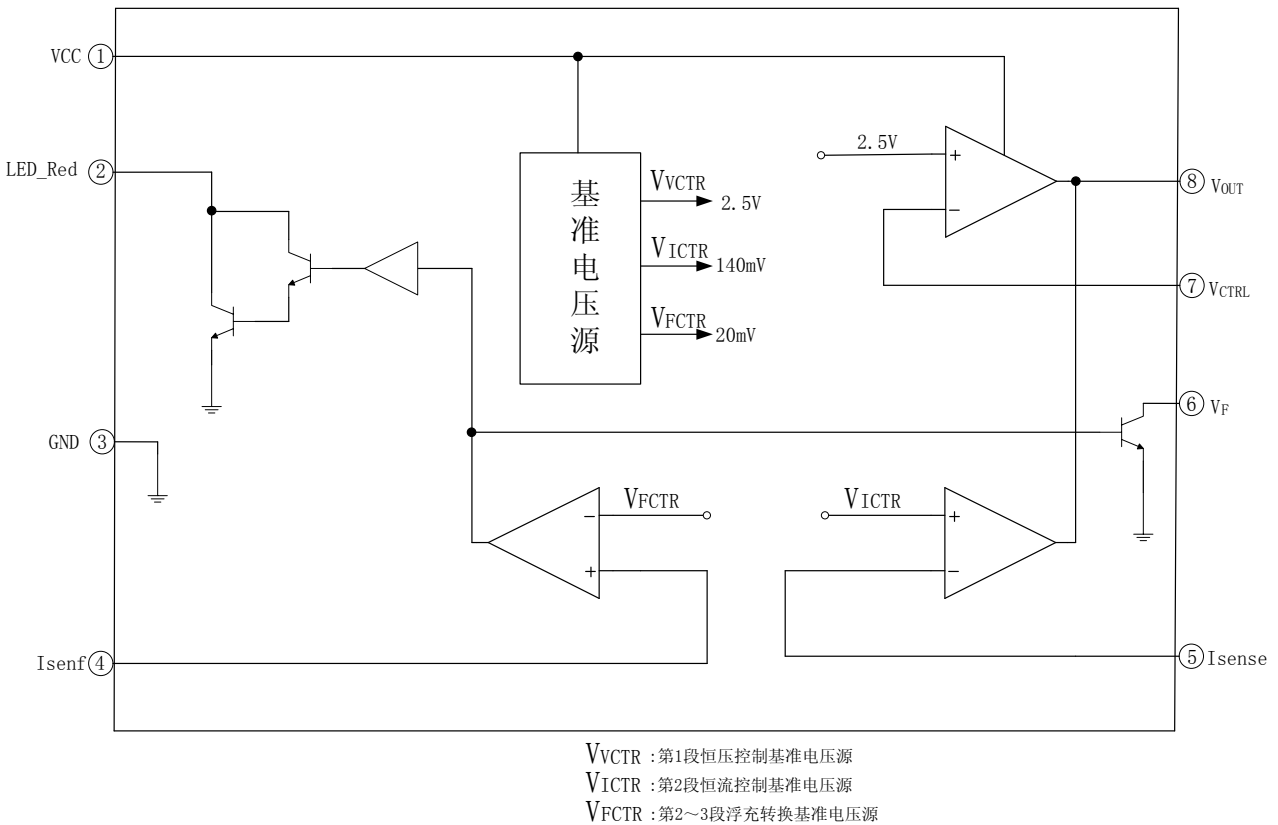 VCC ①
LED_Red ②
GND ③
Isenf ④
基准电压源
VVCTR
2.5V
VICTR
140mV
VFCTR
20mV
2.5V
+
−
⑧ VOUT
⑦ VCTRL
⑥ VF
− VFCTR
+
VICTR +
−
⑤ Isense
VVCTR :第1段恒压控制基准电压源
VICTR :第2段恒流控制基准电压源
VFCTR :第2～3段浮充转换基准电压源